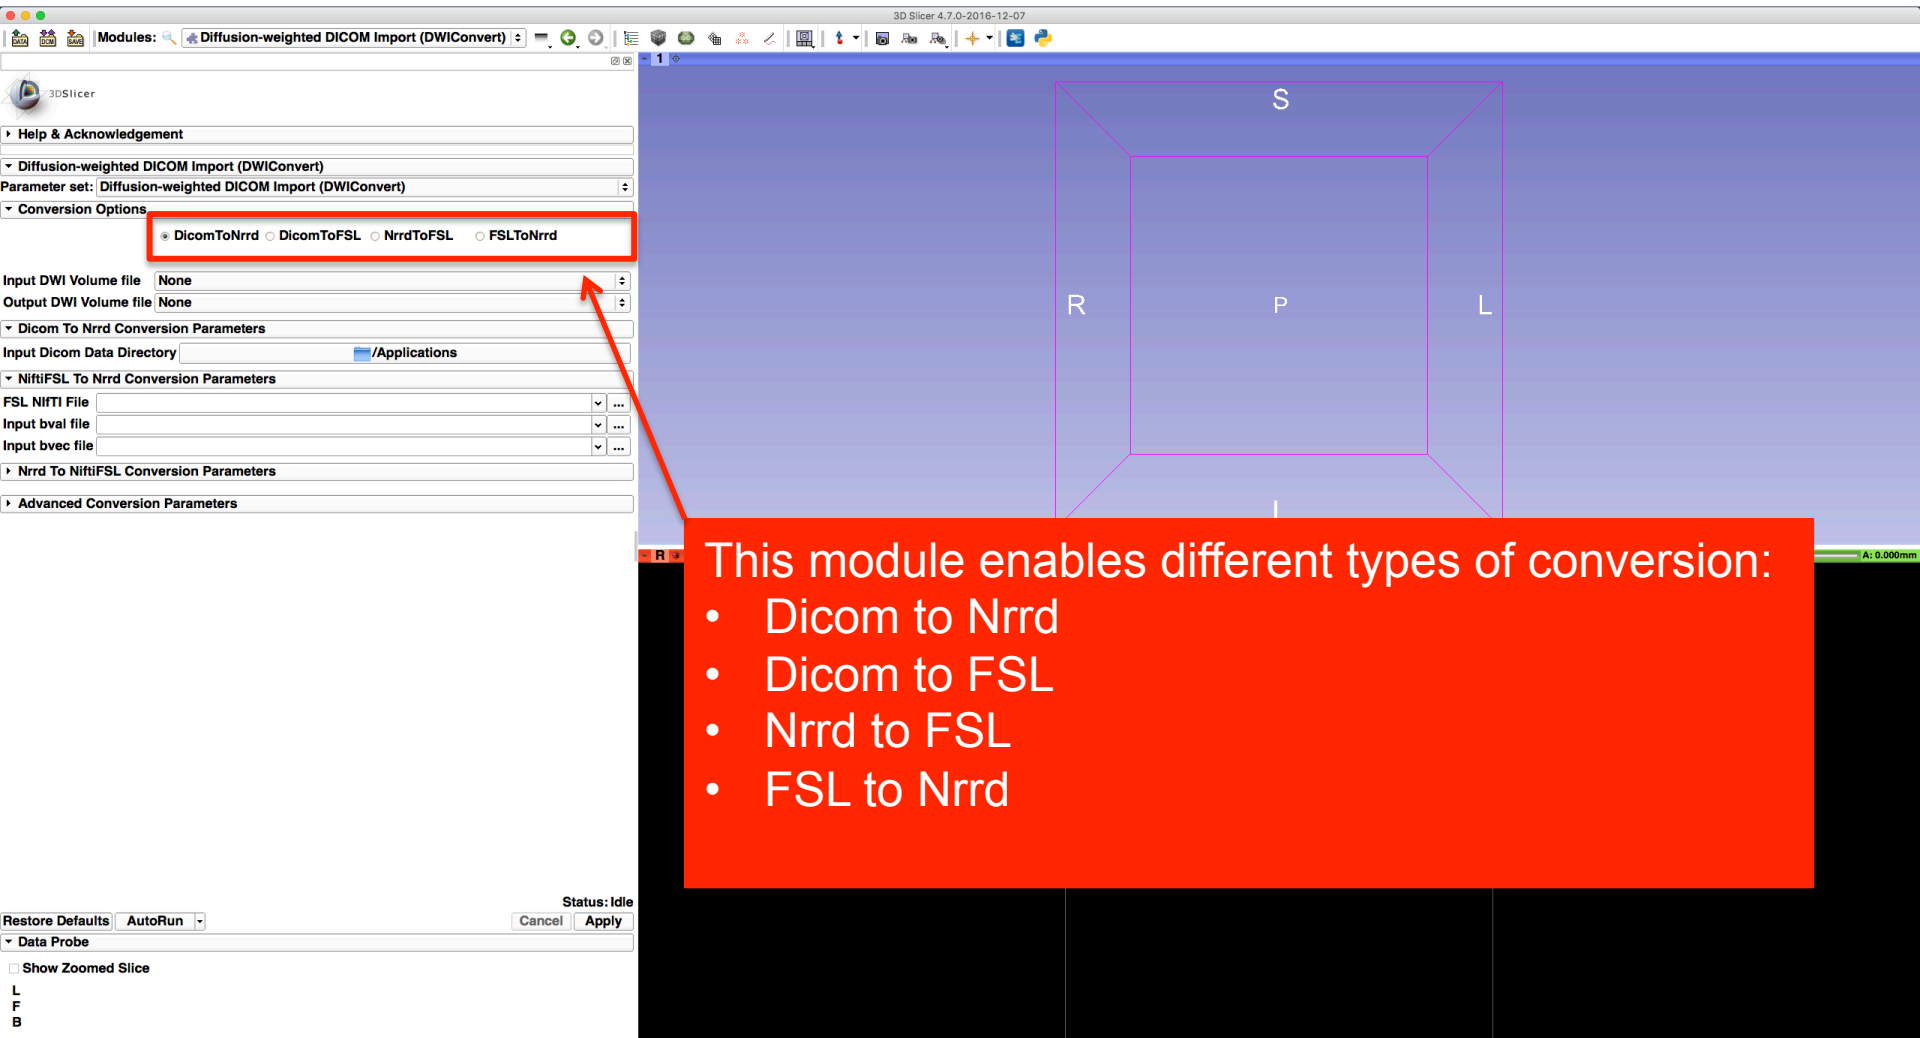 3D Slicer 4.7.0-2016-12-07
DATA DCM SAVE Modules: Diffusion-weighted DICOM Import (DWIConvert)
1
3DSlicer
Help & Acknowledgement
Diffusion-weighted DICOM Import (DWIConvert)
Parameter set: Diffusion-weighted DICOM Import (DWIConvert)
Conversion Options
DicomToNrrd DicomToFSL NrrdToFSL FSLToNrrd
Input DWI Volume file None
Output DWI Volume file None
Dicom To Nrrd Conversion Parameters
Input Dicom Data Directory /Applications
NiftiFSL To Nrrd Conversion Parameters
FSL NIfTI File ...
Input bval file ...
Input bvec file ...
Nrrd To NiftiFSL Conversion Parameters
Advanced Conversion Parameters
Status: Idle
Restore Defaults AutoRun Cancel Apply
Data Probe
Show Zoomed Slice
L
F
B
S
R P L
I
R A: 0.000mm
This module enables different types of conversion:
• Dicom to Nrrd
• Dicom to FSL
• Nrrd to FSL
• FSL to Nrrd